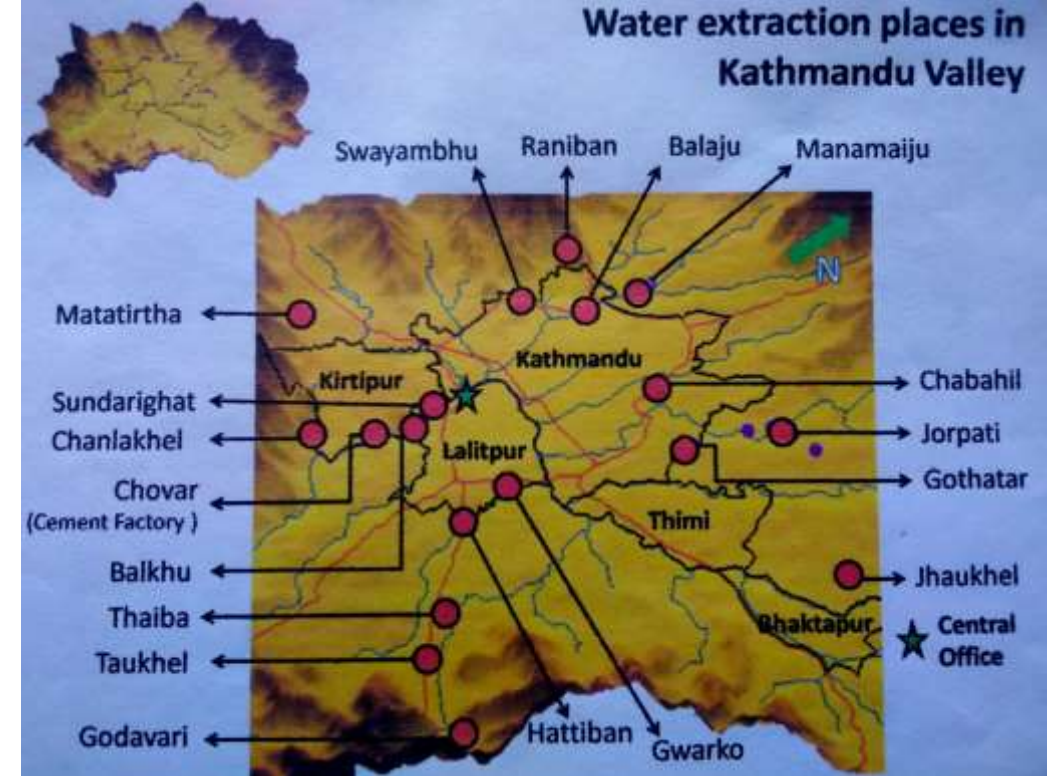 Water extraction places in
Kathmandu Valley
Swayambhu
Raniban
Balaju
Manamaiju
N
Matatirtha
Kathmandu
Kirtipur
Chabahil
Sundarighat
Chanlakhel
Jorpati
Lalitpur
Gothatar
Chovar
(Cement Factory )
Thimi
Balkhu
Jhaukhel
Thaiba
Bhaktapur
Central
Office
Taukhel
Godavari
Hattiban
Gwarko